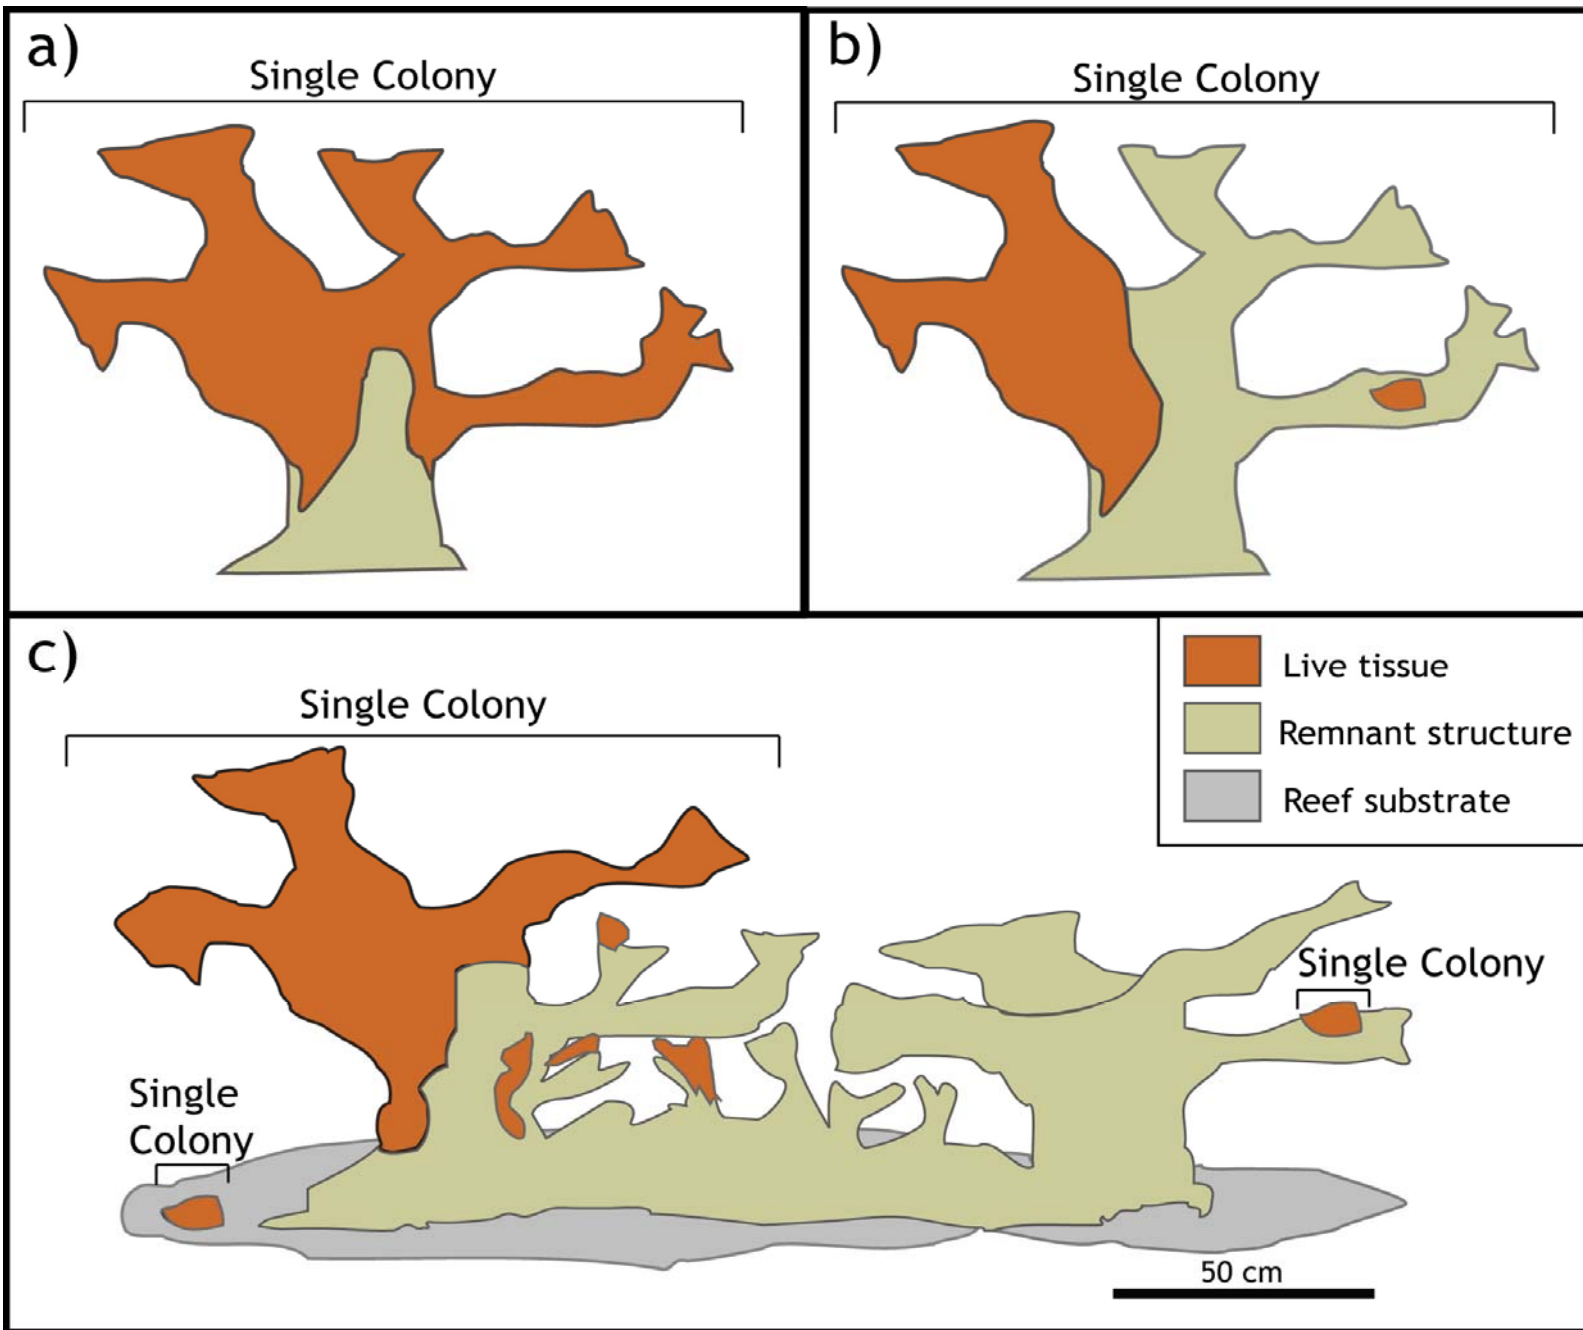 a)
Single Colony
b)
Single Colony
c)
Single Colony
Live tissue
Remnant structure
Reef substrate
Single Colony
Single
Colony
50 cm